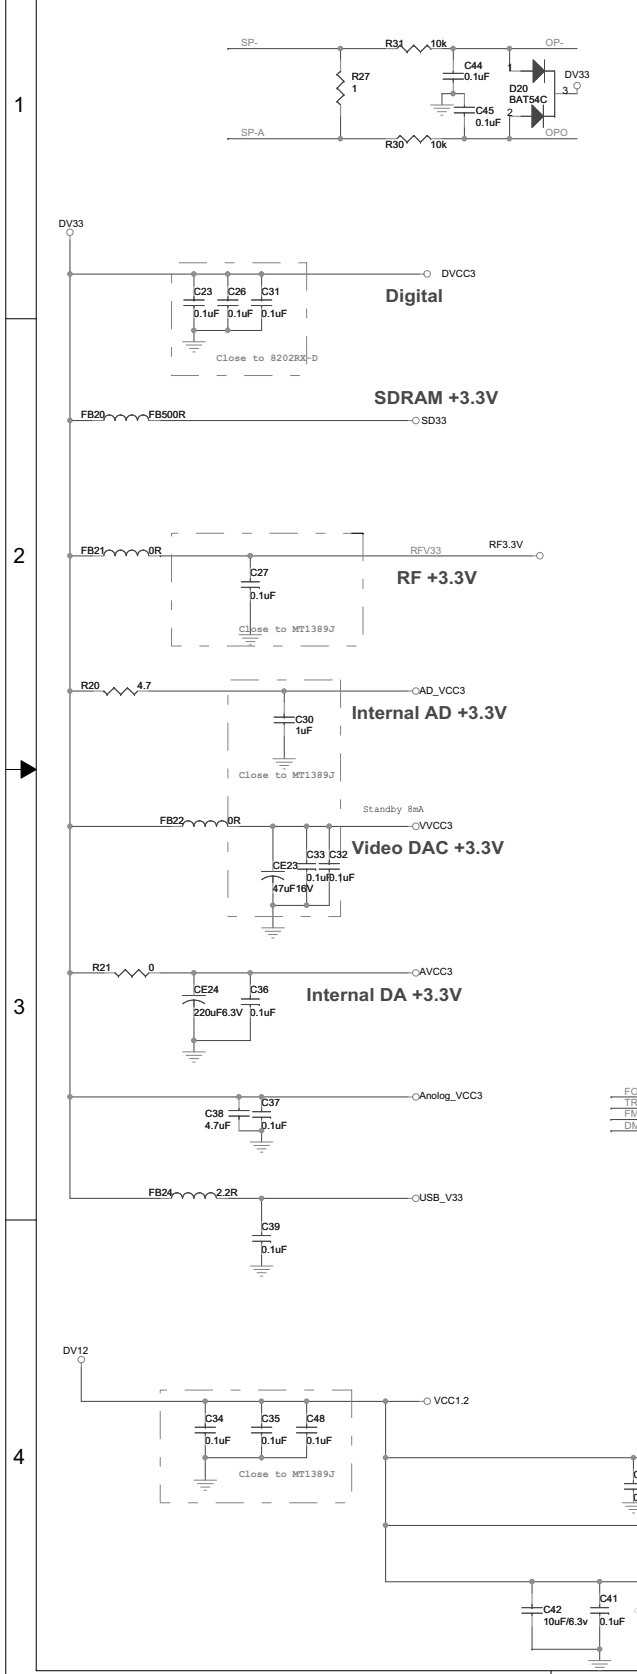 SP-
R31
10k
OP-
C44
0.1uF
R27
1
1
DV33
D20
BAT54C
3
1
2
C45
0.1uF
SP-A
R30
10k
OPO
DV33
DVCC3
C23
C26
C31
0.1uF
0.1uF
0.1uF
Digital
Close to 8202RX-D
SDRAM +3.3V
FB20
FB500R
SD33
2
FB21
0R
RFV33
RF3.3V
C27
0.1uF
RF +3.3V
Close to MT1389J
R20
4.7
AD_VCC3
C30
1uF
Internal AD +3.3V
Close to MT1389J
Standby 8mA
FB22
0R
VVCC3
C33
C32
Video DAC +3.3V
CE23
0.1uF
0.1uF
47uF16V
R21
0
AVCC3
CE24
C36
Internal DA +3.3V
220uF6.3V
0.1uF
3
Anolog_VCC3
C37
C38
4.7uF
0.1uF
FB24
2.2R
USB_V33
C39
0.1uF
DV12
VCC1.2
C34
C35
C48
0.1uF
0.1uF
0.1uF
4
Close to MT1389J
C42
10uF/6.3v
C41
0.1uF